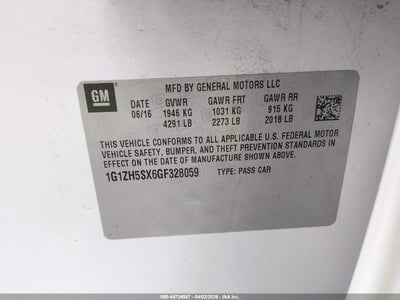 GM
MFD BY GENERAL MOTORS LLC
DATE GVWR GAWR FRT GAWR RR
06/16 1946 KG 1031 KG 915 KG
4291 LB 2273 LB 2018 LB
THIS VEHICLE CONFORMS TO ALL APPLICABLE U.S. FEDERAL MOTOR
VEHICLE SAFETY, BUMPER, AND THEFT PREVENTION STANDARDS IN
EFFECT ON THE DATE OF MANUFACTURE SHOWN ABOVE.
1G1ZH5SX6GF328059 TYPE: PASS CAR
000-44734587 - 04/02/2026 - IAA Inc.